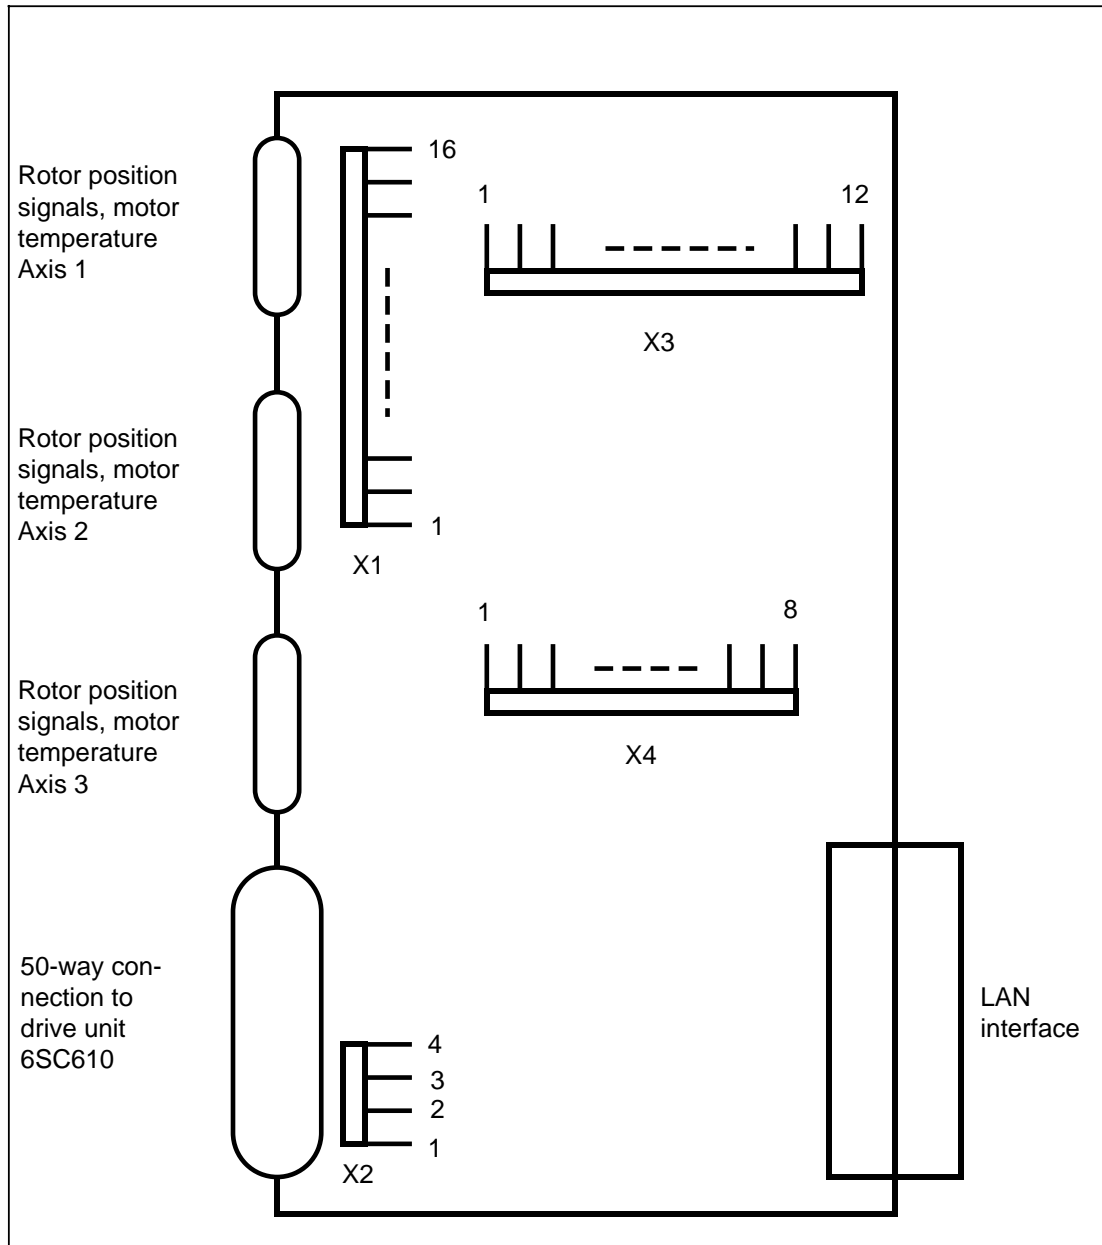 Rotor position
signals, motor
temperature
Axis 1
16
1
12
X3
Rotor position
signals, motor
temperature
Axis 2
1
X1
1
8
X4
Rotor position
signals, motor
temperature
Axis 3
50-way con-
nection to
drive unit
6SC610
4
3
2
1
X2
LAN
interface